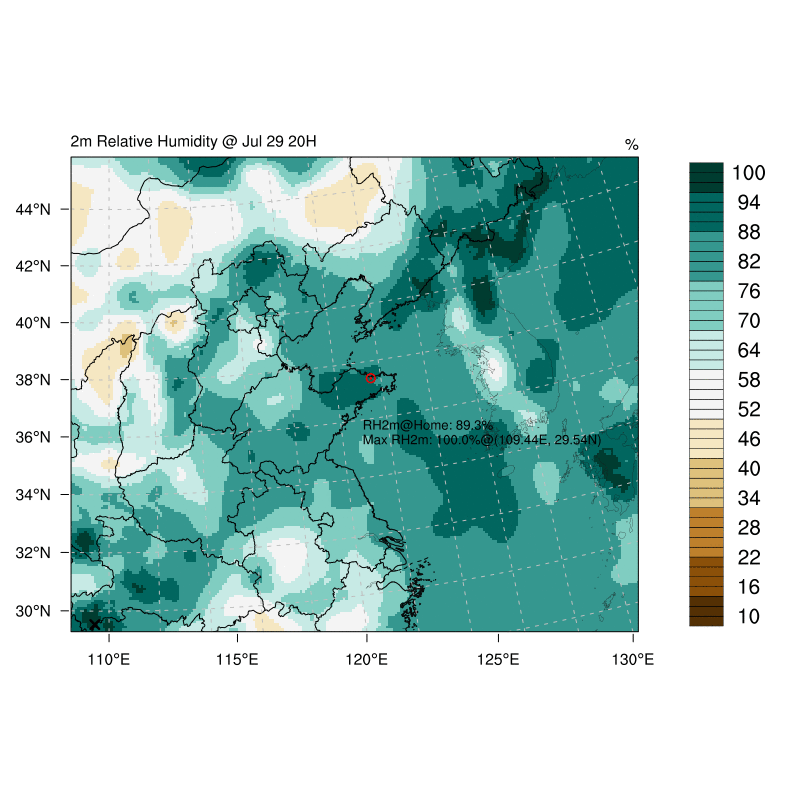 2m Relative Humidity @ Jul 29 20H
%
44°N
42°N
40°N
38°N
36°N
34°N
32°N
30°N
110°E
115°E
120°E
125°E
130°E
RH2m@Home: 89.3%
Max RH2m: 100.0%@(109.44E, 29.54N)
100
94
88
82
76
70
64
58
52
46
40
34
28
22
16
10